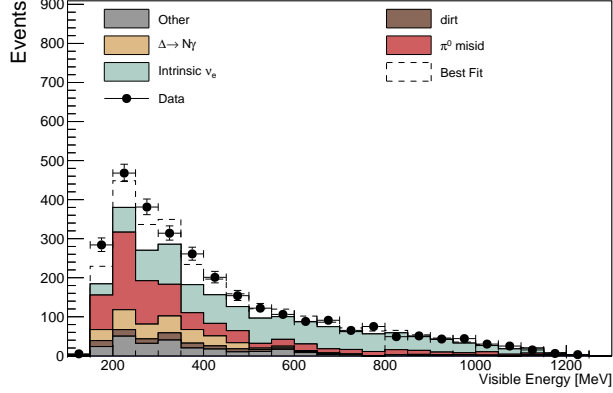 Events
900
800
700
600
500
400
300
200
100
0
Other
Δ→ Nγ
Intrinsic νe
Data
dirt
π⁰ misid
Best Fit
200 400 600 800 1000 1200
Visible Energy [MeV]